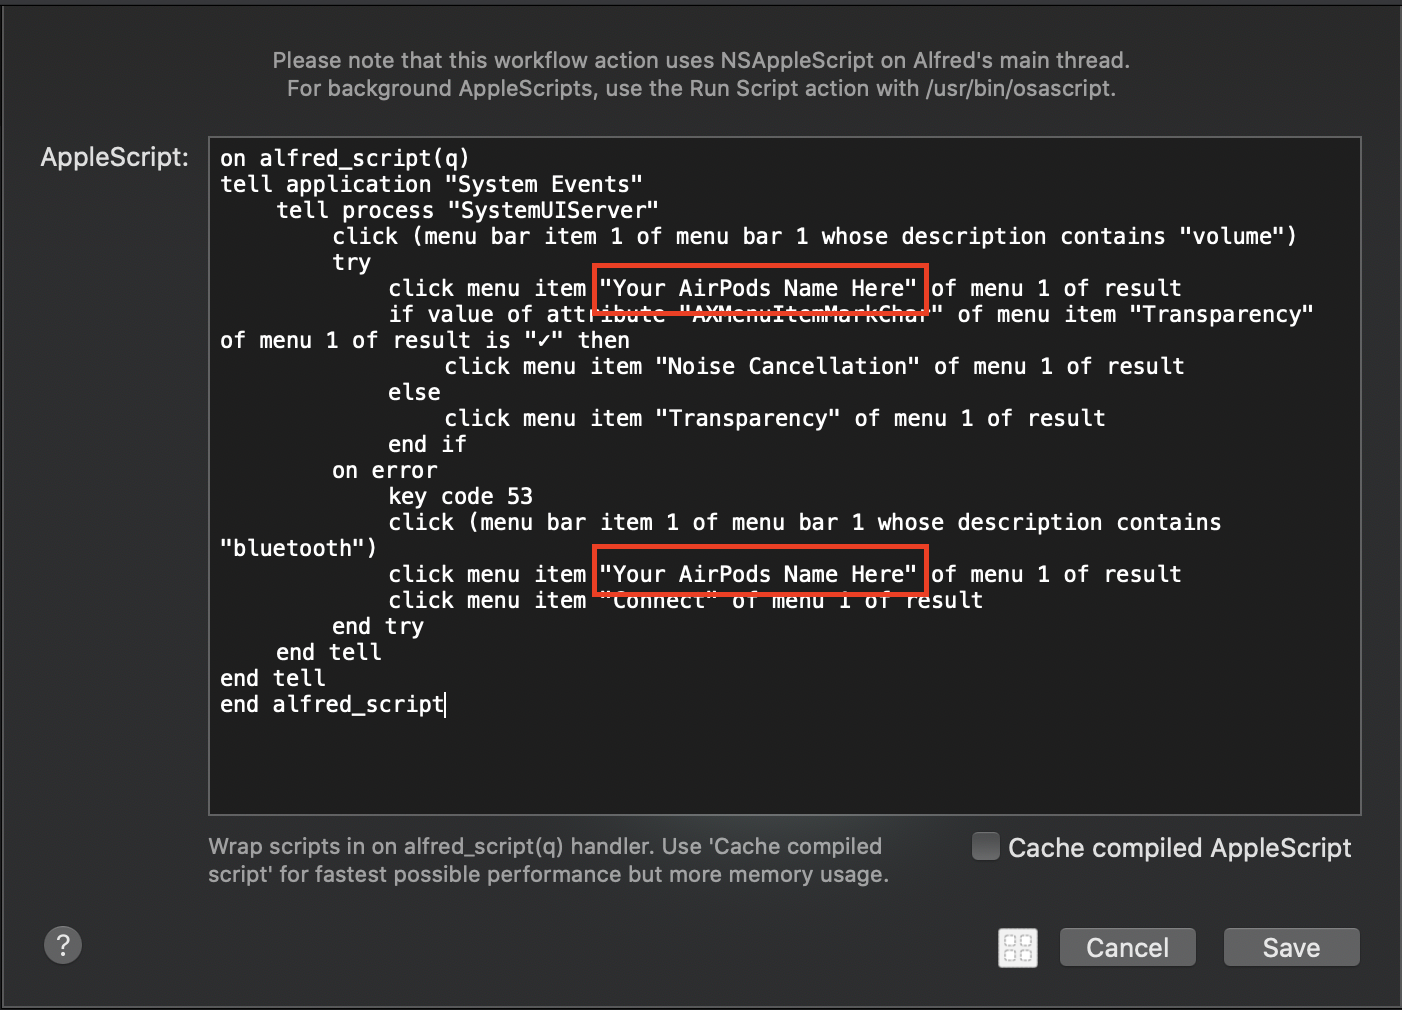 Please note that this workflow action uses NSAppleScript on Alfred's main thread.
For background AppleScripts, use the Run Script action with /usr/bin/osascript.
AppleScript:
on alfred_script(q)
tell application "System Events"
tell process "SystemUIServer"
click (menu bar item 1 of menu bar 1 whose description contains "volume")
try
click menu item "Your AirPods Name Here" of menu 1 of result
if value of attribute "AXMenuItemMarkChar" of menu item "Transparency"
of menu 1 of result is "✓" then
click menu item "Noise Cancellation" of menu 1 of result
else
click menu item "Transparency" of menu 1 of result
end if
on error
key code 53
click (menu bar item 1 of menu bar 1 whose description contains
"bluetooth")
click menu item "Your AirPods Name Here" of menu 1 of result
click menu item "Connect" of menu 1 of result
end try
end tell
end tell
end alfred_script
Wrap scripts in on alfred_script(q) handler. Use 'Cache compiled
script' for fastest possible performance but more memory usage.
Cache compiled AppleScript
?
Cancel
Save